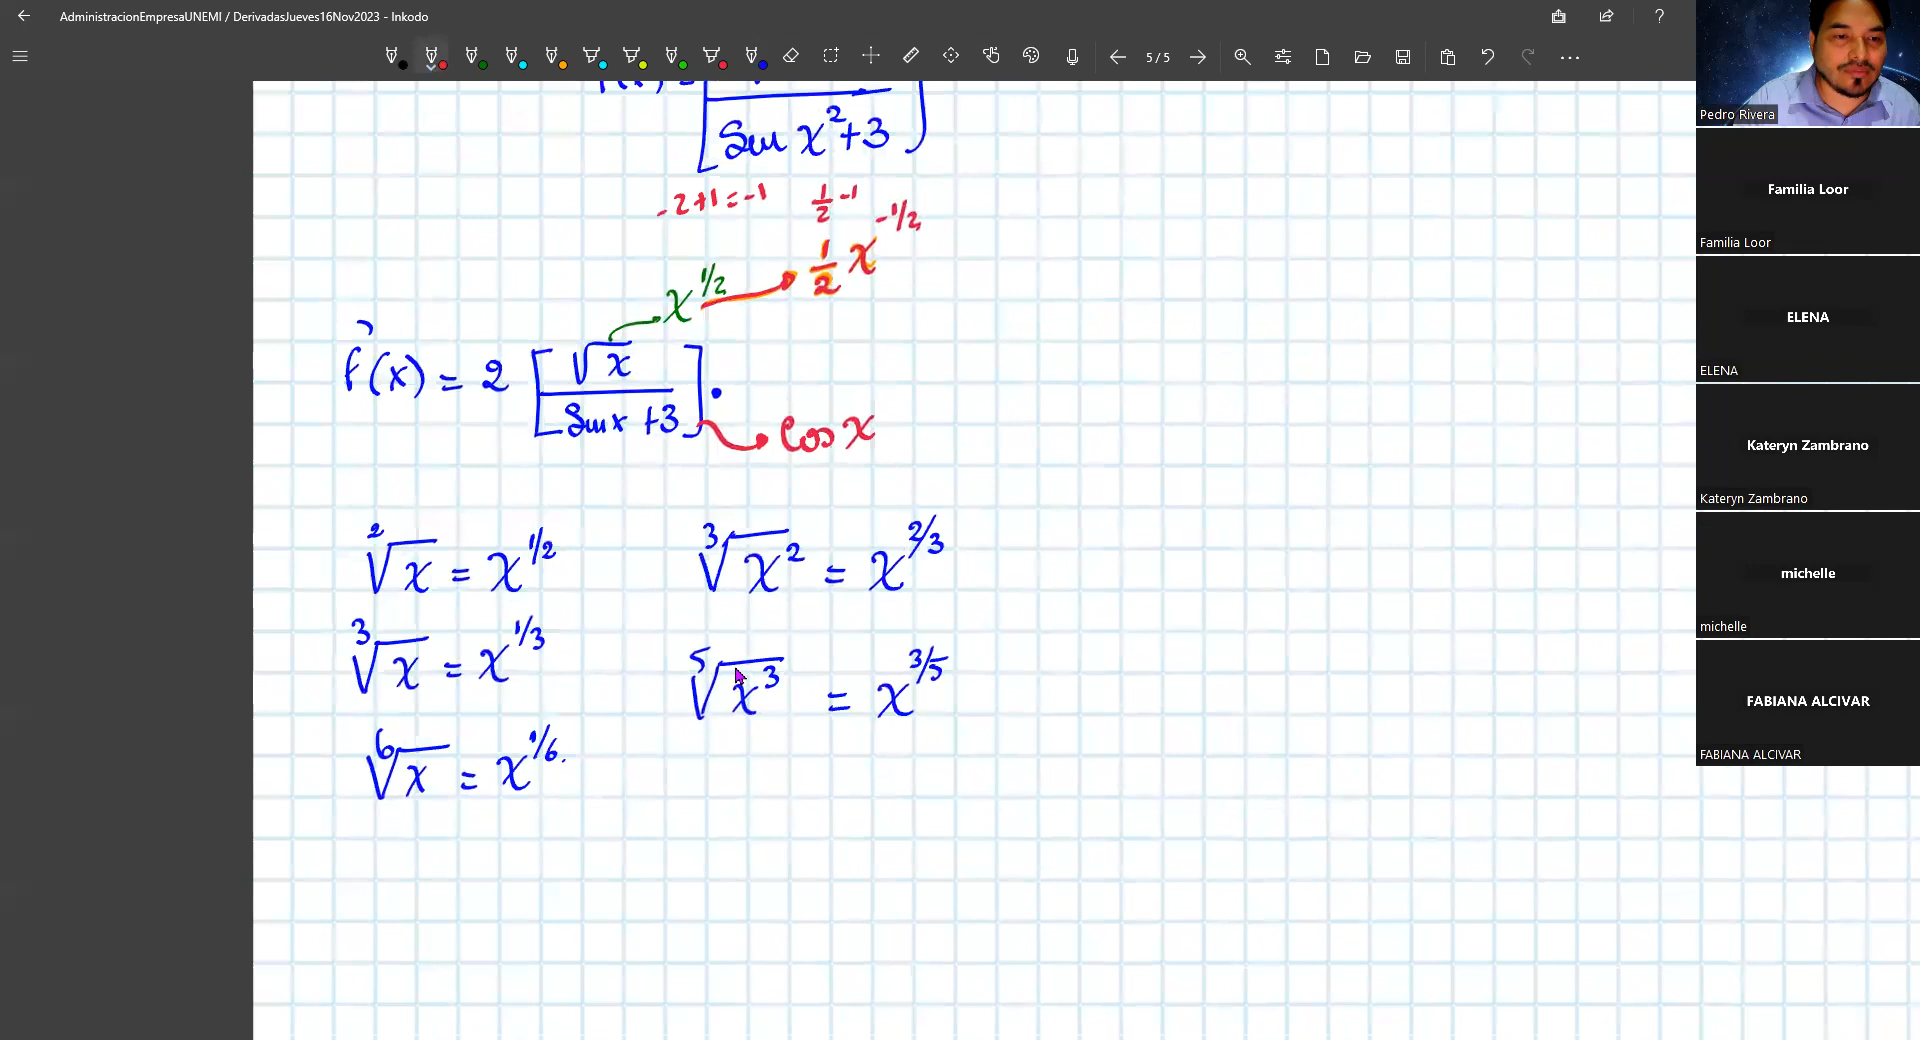 AdministracionEmpresaUNEMI / DerivadasJueves16Nov2023 - Inkodo
5 / 5
Sen x² + 3
-2+1=-1 1/2 -1
x^1/2 → 1/2 x^-1/2
f'(x) = 2 [√x / Sen x + 3] •
Cos x
²√x = x^1/2 ³√x² = x^2/3
³√x = x^1/3
⁵√x³ = x^3/5
⁶√x = x^1/6.
Pedro Rivera
Familia Loor
Familia Loor
ELENA
ELENA
Kateryn Zambrano
Kateryn Zambrano
michelle
michelle
FABIANA ALCIVAR
FABIANA ALCIVAR